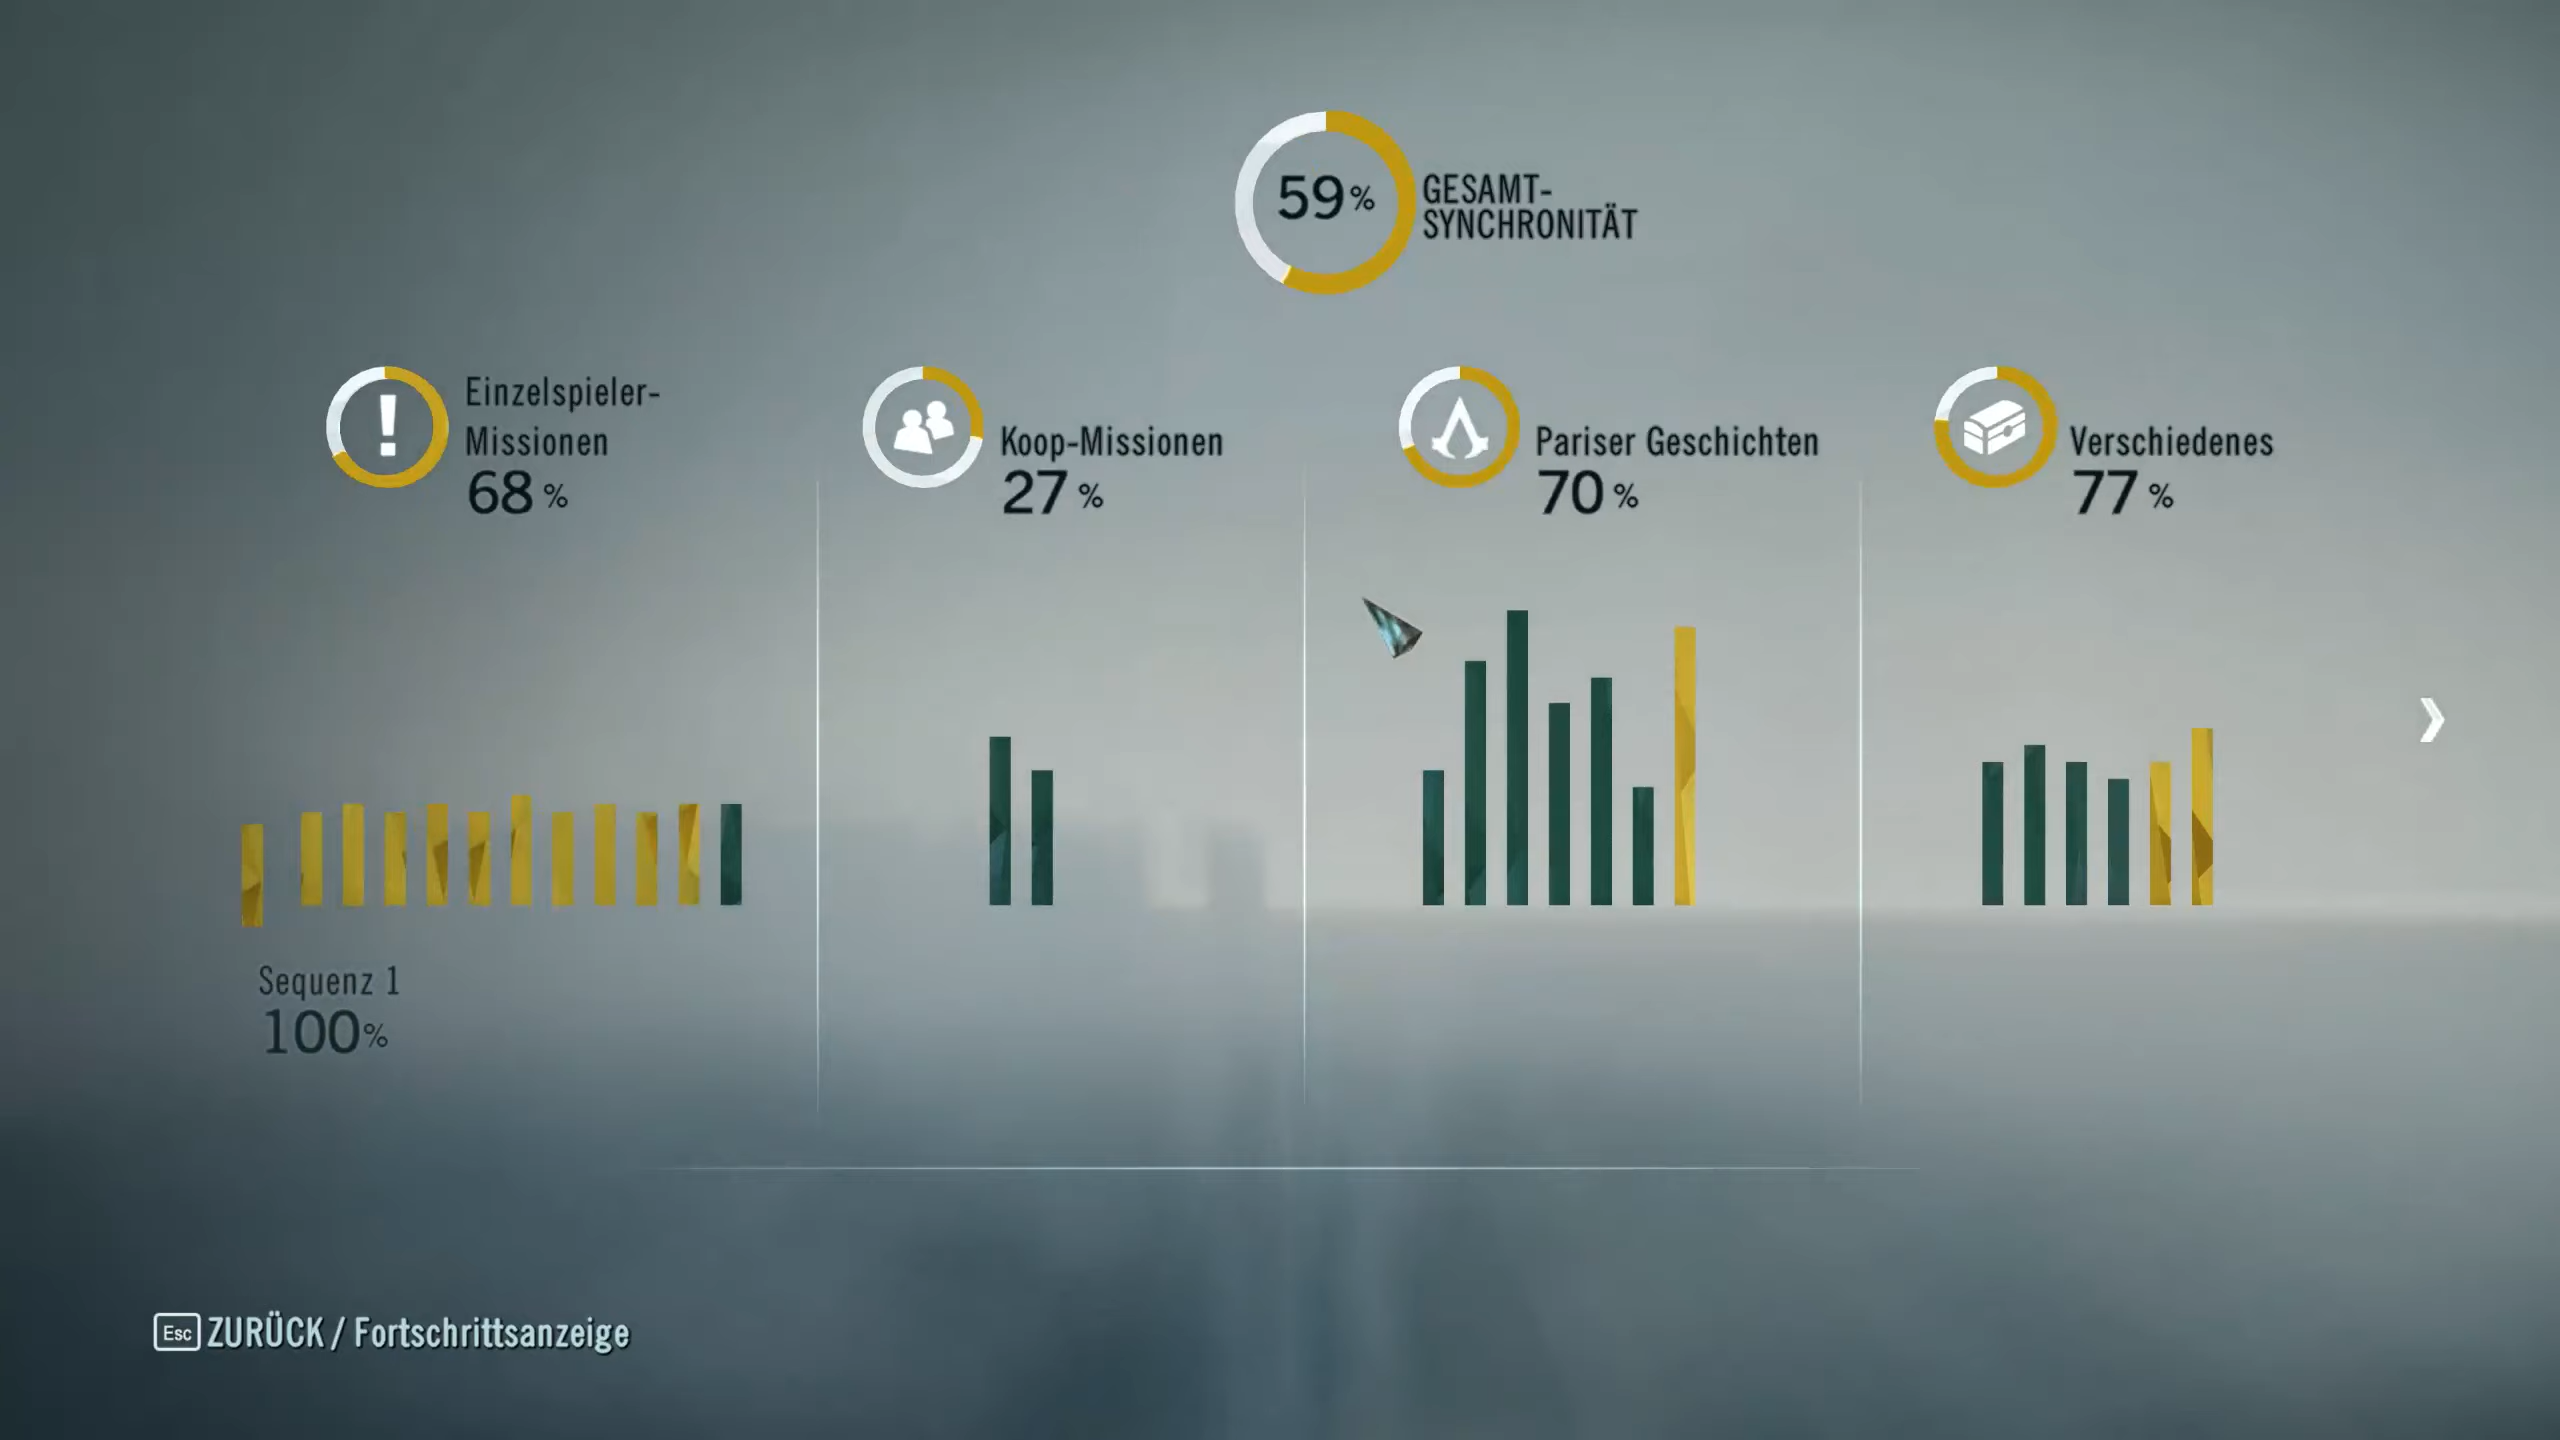 59%
GESAMT-
SYNCHRONITÄT
Einzelspieler-
Missionen
68 %
Koop-Missionen
27 %
Pariser Geschichten
70 %
Verschiedenes
77 %
Sequenz 1
100%
Esc ZURÜCK / Fortschrittsanzeige